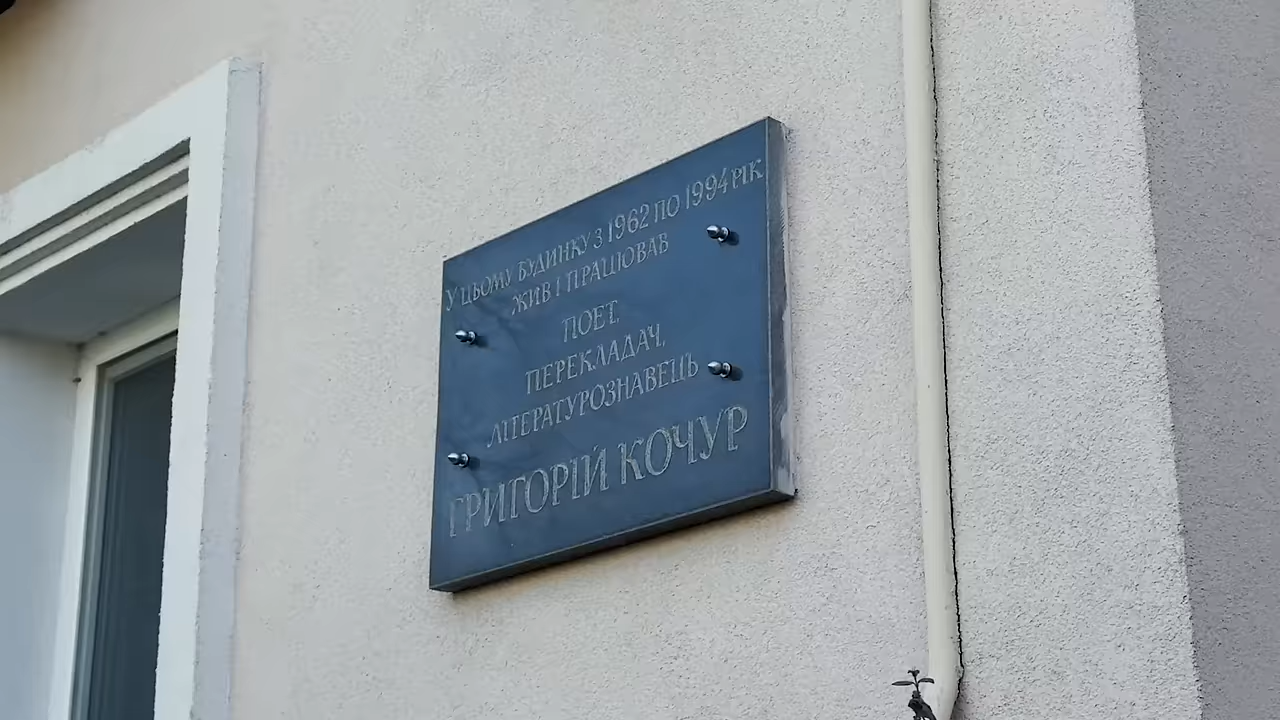 У ЦЬОМУ БУДИНКУ З 1962 ПО 1994 РІК
ЖИВ І ПРАЦЮВАВ
ПОЕТ,
ПЕРЕКЛАДАЧ,
ЛІТЕРАТУРОЗНАВЕЦЬ
ГРИГОРІЙ КОЧУР